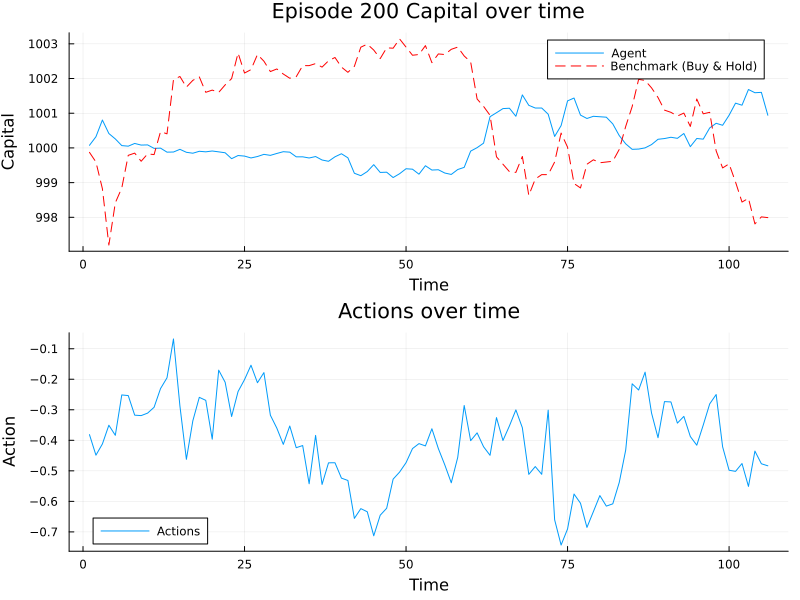 Episode 200 Capital over time
Capital
1003
1002
1001
1000
999
998
Agent
Benchmark (Buy & Hold)
0
25
50
75
100
Time
Actions over time
Action
−0.1
−0.2
−0.3
−0.4
−0.5
−0.6
−0.7
Actions
0
25
50
75
100
Time